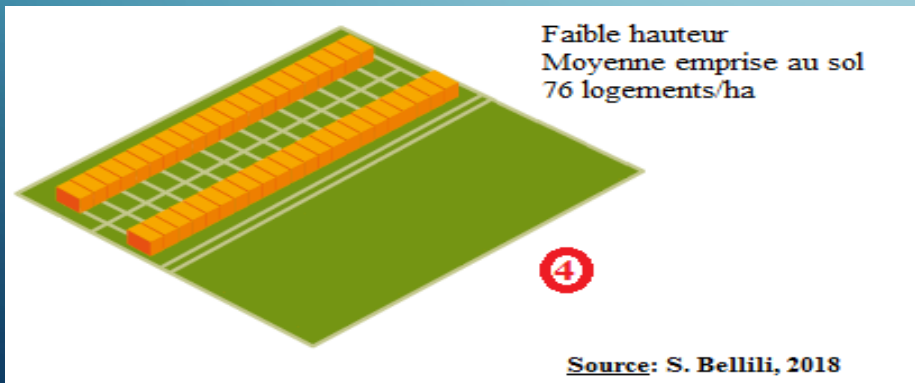 Faible hauteur
Moyenne emprise au sol
76 logements/ha
4
Source: S. Bellili, 2018